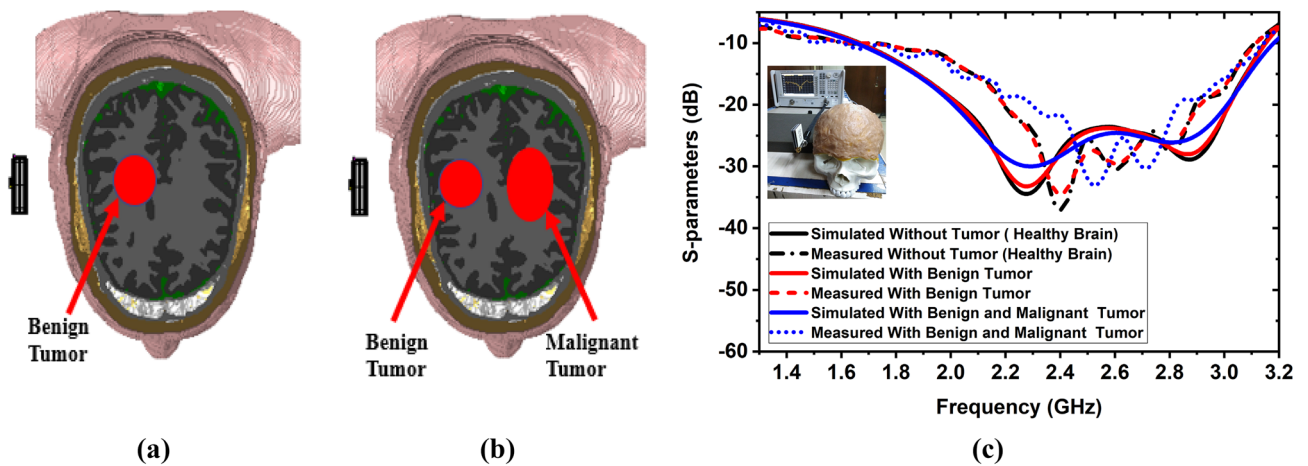 Benign
Tumor
(a)
Benign
Tumor
Malignant
Tumor
(b)
S-parameters (dB)
-10
-20
-30
-40
-50
-60
Simulated Without Tumor ( Healthy Brain)
Measured Without Tumor (Healthy Brain)
Simulated With Benign Tumor
Measured With Benign Tumor
Simulated With Benign and Malignant Tumor
Measured With Benign and Malignant Tumor
1.4 1.6 1.8 2.0 2.2 2.4 2.6 2.8 3.0 3.2
Frequency (GHz)
(c)